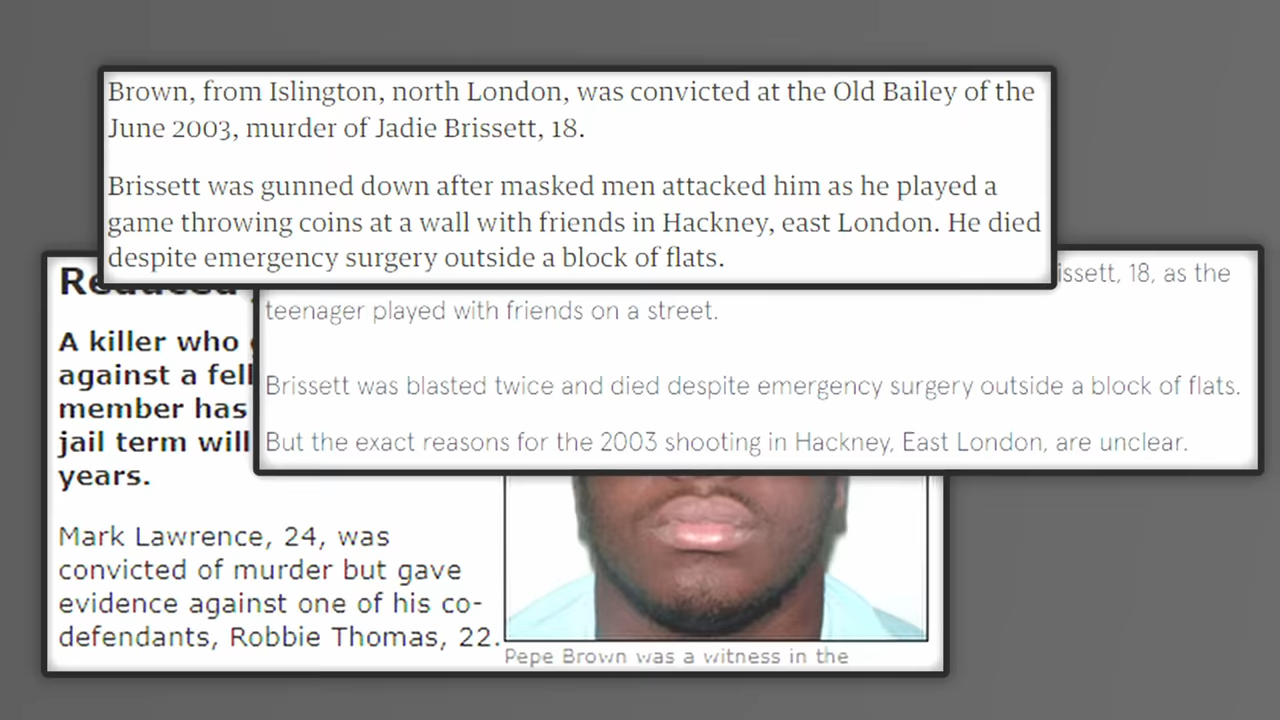 Brown, from Islington, north London, was convicted at the Old Bailey of the
June 2003, murder of Jadie Brissett, 18.
Brissett was gunned down after masked men attacked him as he played a
game throwing coins at a wall with friends in Hackney, east London. He died
despite emergency surgery outside a block of flats.
issett, 18, as the
teenager played with friends on a street.
Brissett was blasted twice and died despite emergency surgery outside a block of flats.
But the exact reasons for the 2003 shooting in Hackney, East London, are unclear.
A killer who
against a fell
member has
jail term will
years.
Mark Lawrence, 24, was
convicted of murder but gave
evidence against one of his co-
defendants, Robbie Thomas, 22.
Pepe Brown was a witness in the